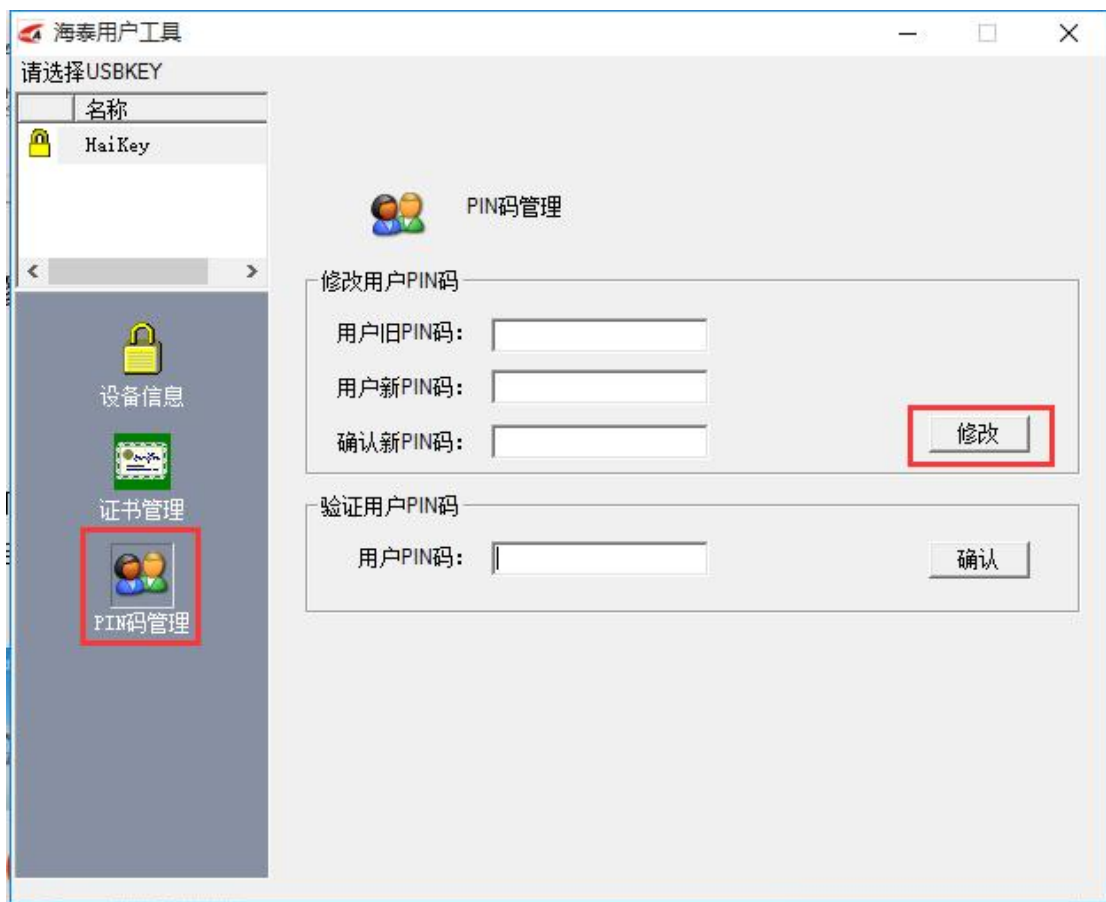 海泰用户工具
请选择USBKEY
名称
HaiKey
PIN码管理
修改用户PIN码
用户旧PIN码：
用户新PIN码：
确认新PIN码：
修改
验证用户PIN码
用户PIN码：
确认
设备信息
证书管理
PIN码管理